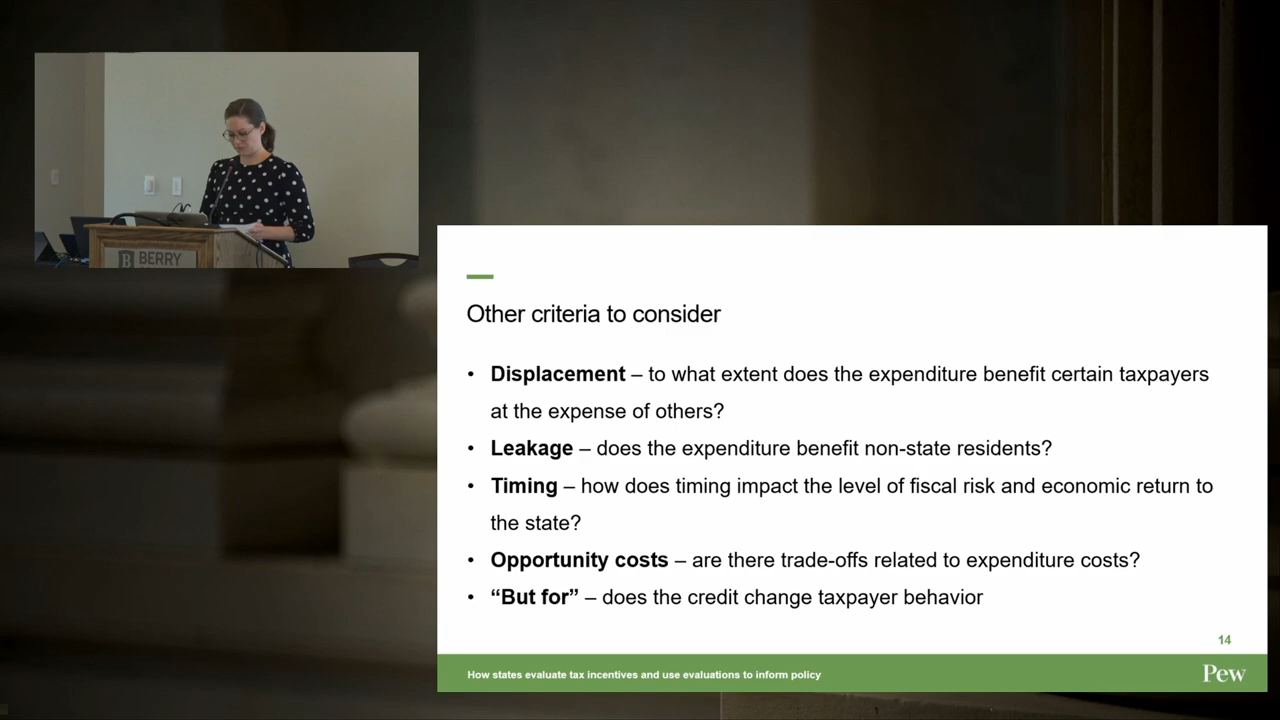 B BERRY
Other criteria to consider
• Displacement – to what extent does the expenditure benefit certain taxpayers
at the expense of others?
• Leakage – does the expenditure benefit non-state residents?
• Timing – how does timing impact the level of fiscal risk and economic return to
the state?
• Opportunity costs – are there trade-offs related to expenditure costs?
• “But for” – does the credit change taxpayer behavior
14
How states evaluate tax incentives and use evaluations to inform policy
Pew